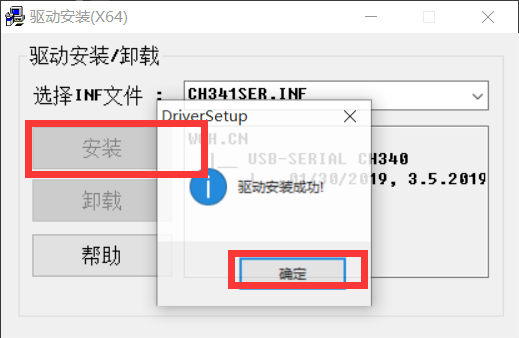 驱动安装(X64)
驱动安装/卸载
选择INF文件 :
CH341SER.INF
安装
卸载
帮助
WCH.CN
|__ USB-SERIAL CH340
01/30/2019, 3.5.2019
DriverSetup
驱动安装成功!
确定